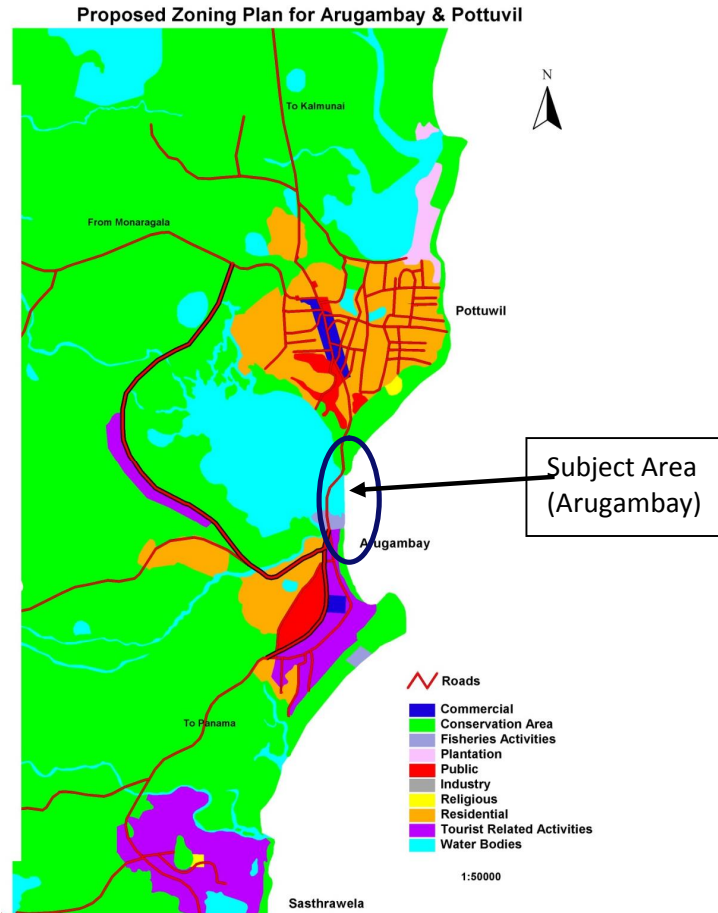 Proposed Zoning Plan for Arugambay & Pottuvil
N
To Kalmunai
From Monaragala
Pottuwil
Subject Area
(Arugambay)
Arugambay
Roads
Commercial
Conservation Area
Fisheries Activities
Plantation
To Panama
Public
Industry
Religious
Residential
Tourist Related Activities
Water Bodies
1:50000
Sasthrawela